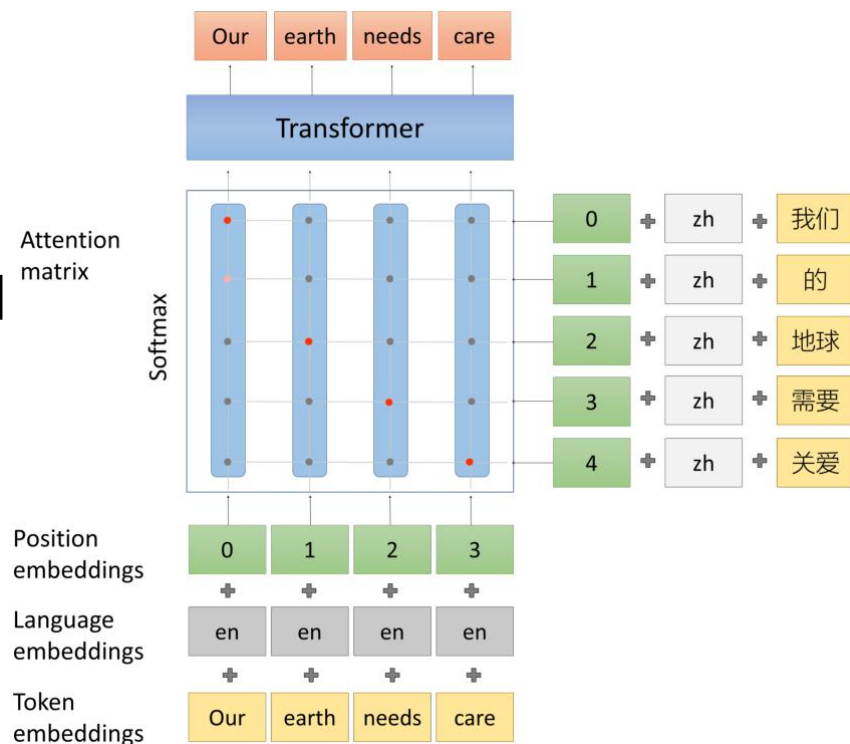 Our earth needs care
Transformer
Attention
matrix
Softmax
0 zh 我们
1 zh 的
2 zh 地球
3 zh 需要
4 zh 关爱
Position
embeddings
0 1 2 3
Language
embeddings
en en en en
Token
embeddings
Our earth needs care